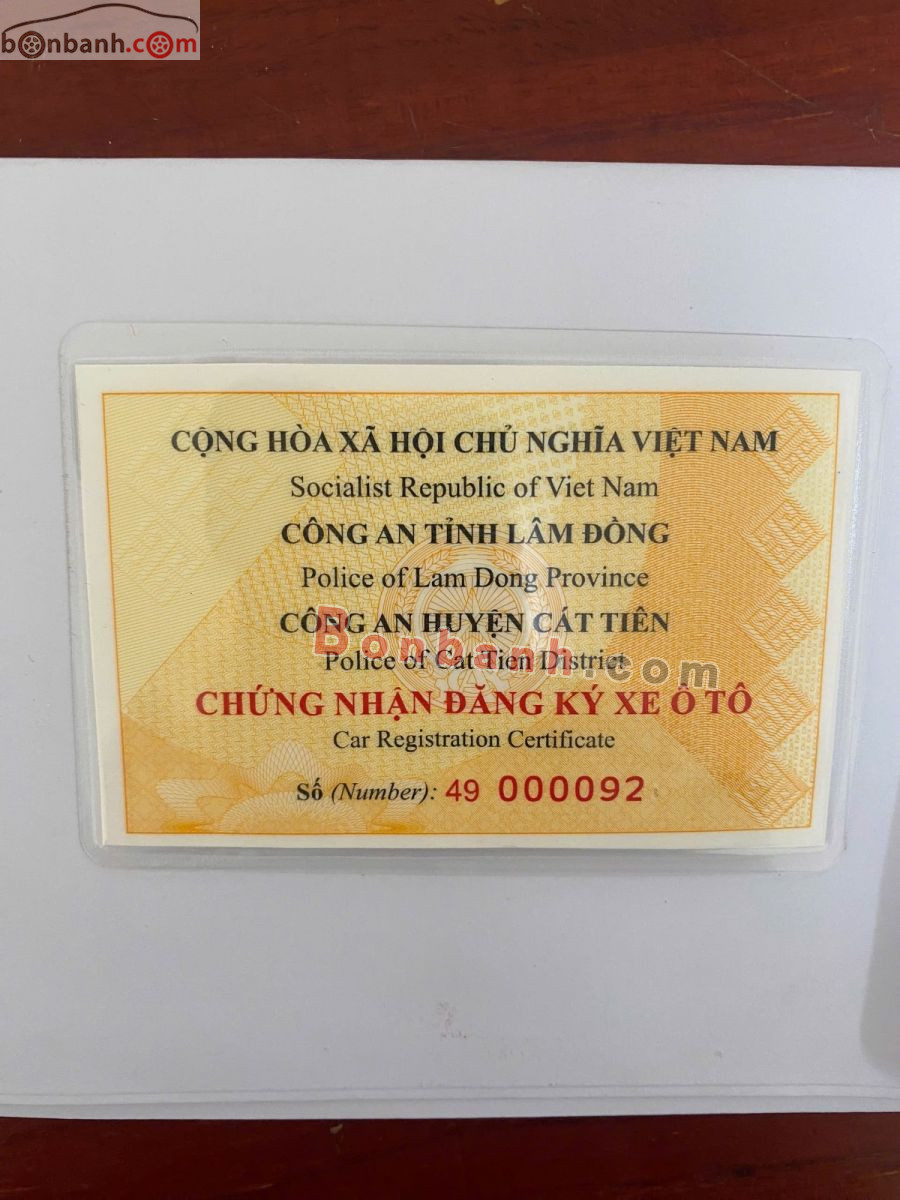 bonbanh.com
CỘNG HÒA XÃ HỘI CHỦ NGHĨA VIỆT NAM
Socialist Republic of Viet Nam
CÔNG AN TỈNH LÂM ĐỒNG
Police of Lam Dong Province
CÔNG AN HUYỆN CÁT TIÊN
Bonbanh.com
Police of Cat Tien District
CHỨNG NHẬN ĐĂNG KÝ XE Ô TÔ
Car Registration Certificate
Số (Number): 49 000092